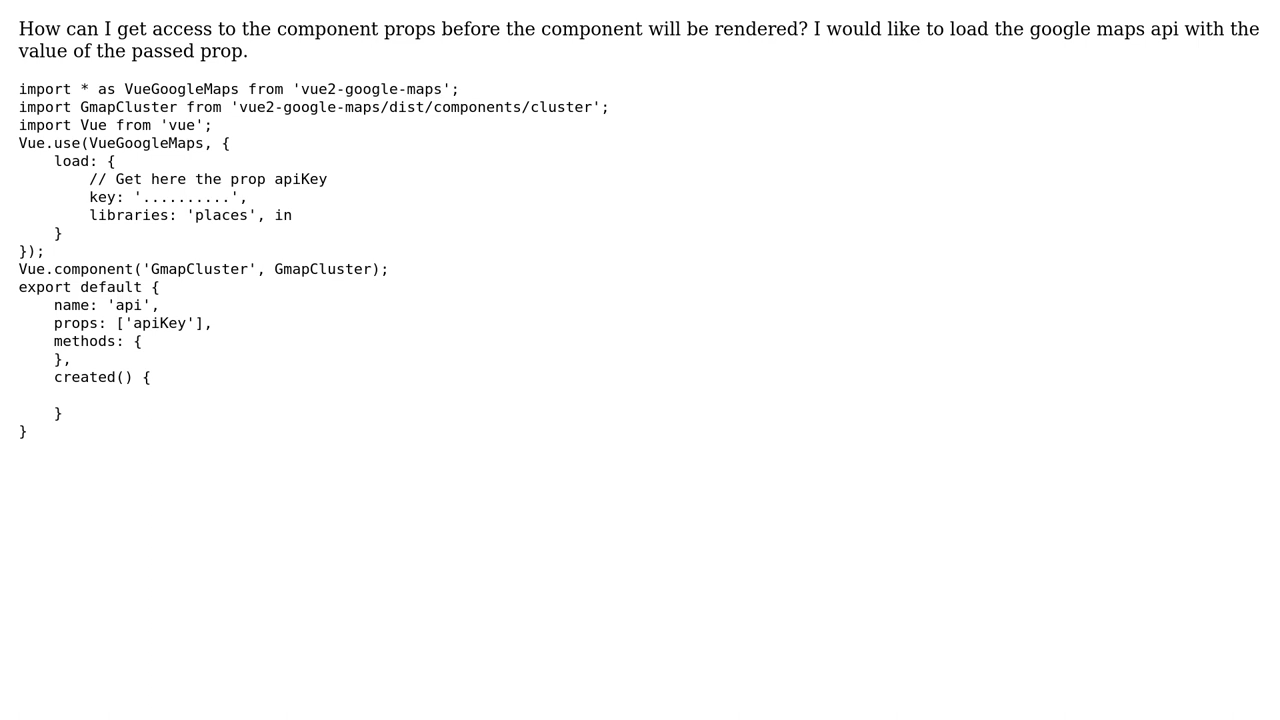 How can I get access to the component props before the component will be rendered? I would like to load the google maps api with the
value of the passed prop.
import * as VueGoogleMaps from 'vue2-google-maps';
import GmapCluster from 'vue2-google-maps/dist/components/cluster';
import Vue from 'vue';
Vue.use(VueGoogleMaps, {
    load: {
        // Get here the prop apiKey
        key: '..........',
        libraries: 'places', in
    }
});
Vue.component('GmapCluster', GmapCluster);
export default {
    name: 'api',
    props: ['apiKey'],
    methods: {
    },
    created() {

    }
}